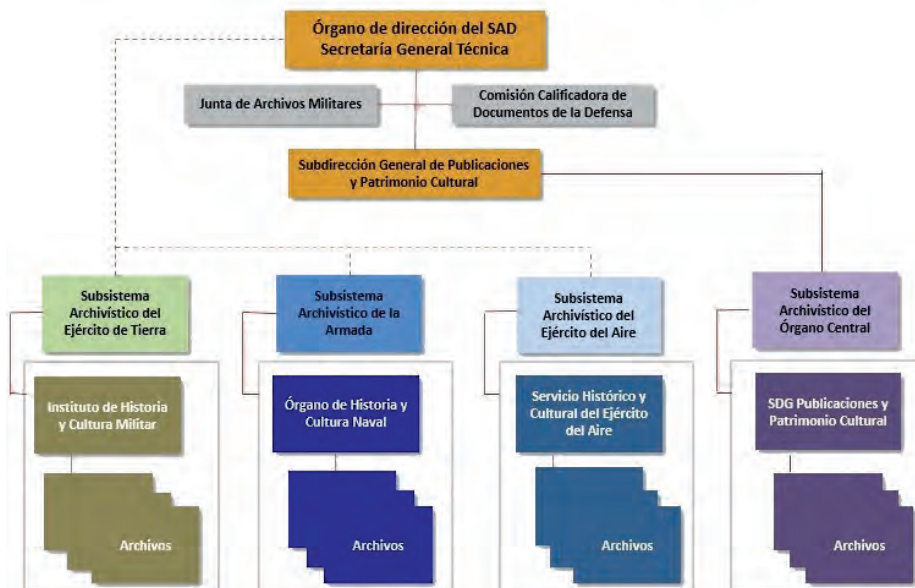 Órgano de dirección del SAD
Secretaría General Técnica
Junta de Archivos Militares
Comisión Calificadora de
Documentos de la Defensa
Subdirección General de Publicaciones
y Patrimonio Cultural
Subsistema
Archivístico del
Ejército de Tierra
Subsistema
Archivístico de la
Armada
Subsistema
Archivístico del
Ejército del Aire
Subsistema
Archivístico del
Órgano Central
Instituto de Historia
y Cultura Militar
Órgano de Historia y
Cultura Naval
Servicio Histórico y
Cultural del Ejército
del Aire
SDG Publicaciones y
Patrimonio Cultural
Archivos
Archivos
Archivos
Archivos